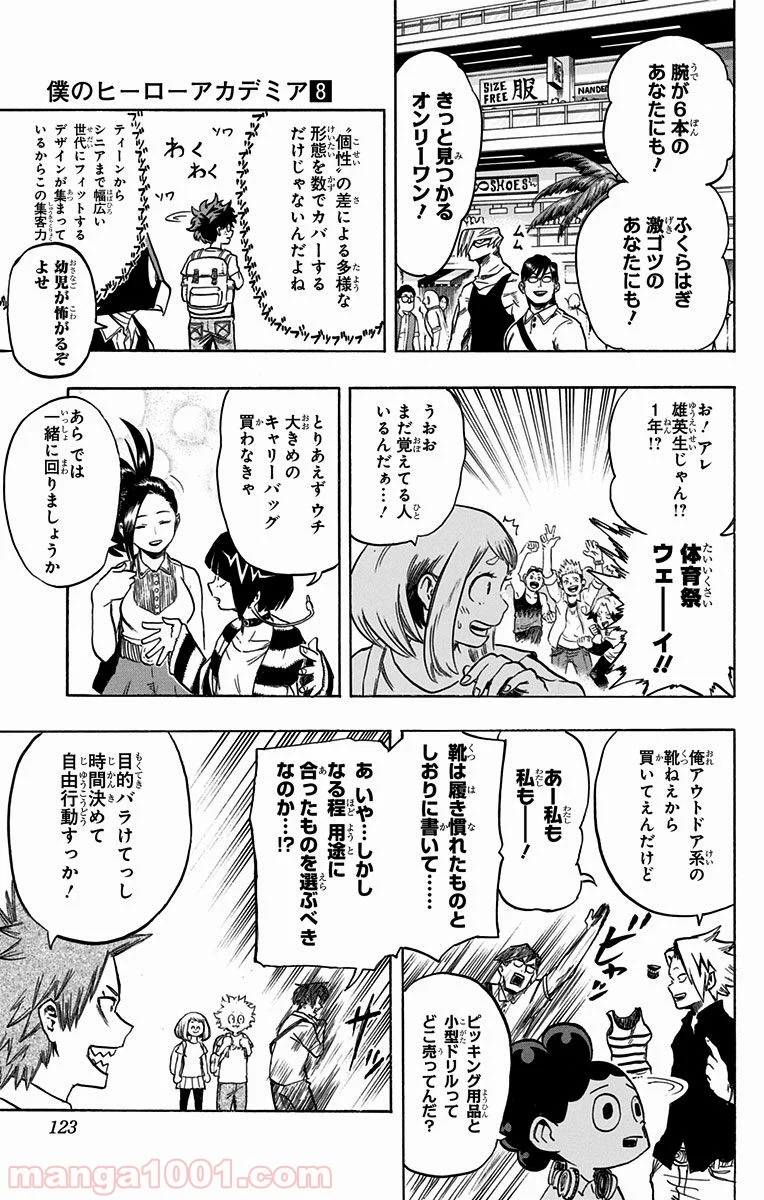 腕が6本の
あなたにも！
ふくらはぎ
激ゴツの
あなたにも！
きっと見つかる
オンリーワン！
SIZE
FREE
服
NANDE
SHOES
ムム
僕のヒーローアカデミア8
“個性”の差による多様な
形態を数でカバーする
だけじゃないんだよね
ティーンから
シニアまで幅広い
世代にフィットする
デザインが集まって
いるからこの集客力
ゾワ
ゾワ
わく
わく
ブツブツブツブツ
幼児が怖がるぞ
よせ
お！アレ
雄英生じゃん!?
1年!?
体育祭
ウェーーイ!!
うおお
まだ覚えてる人
いるんだぁ…！
とりあえずウチ
大きめの
キャリーバッグ
買わなきゃ
あら では
一緒に回りましょうか
俺アウトドア系の
靴ねえから
買いてえんだけど
あー私も
私もーー！
靴は履き慣れたものと
しおりに書いて………
あ いや…しかし
なる程 用途に
合ったものを選ぶべき
なのか…!?
ピッキング用品と
小型ドリルって
どこ売ってんだ？
目的バラけてっし
時間決めて
自由行動すっか！
123
manga1001.com